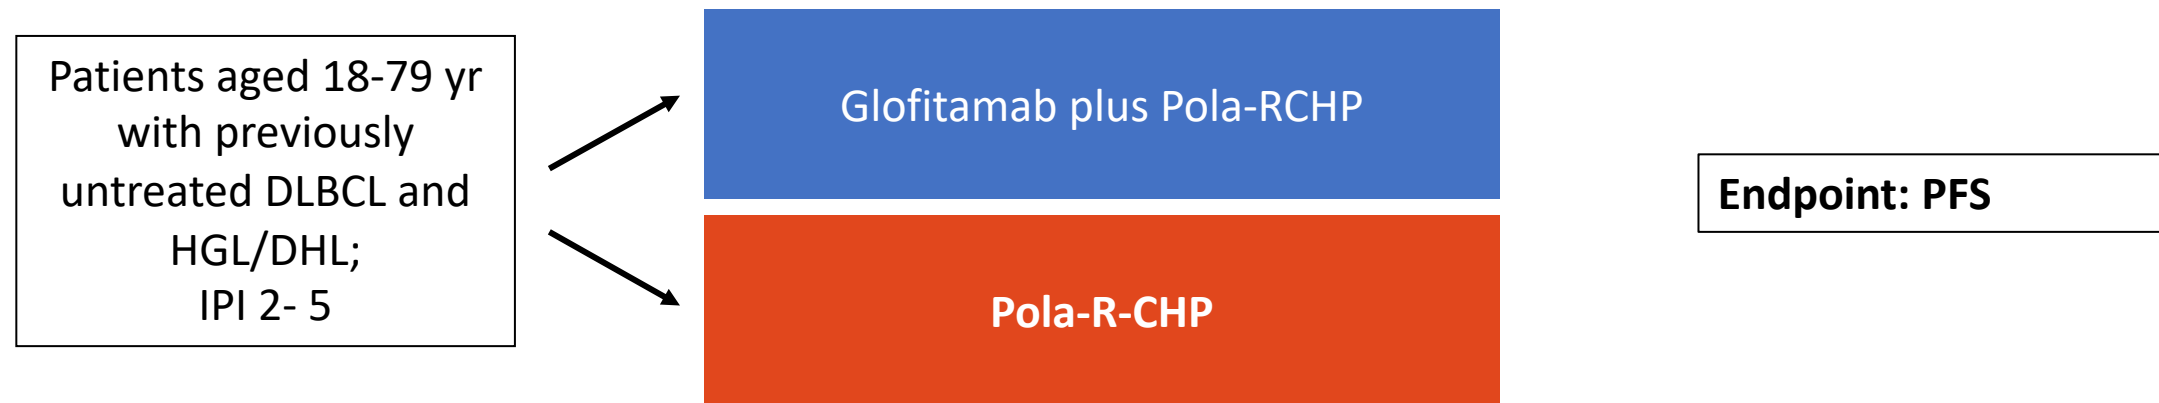 Patients aged 18-79 yr
with previously
untreated DLBCL and
HGL/DHL;
IPI 2- 5
Glofitamab plus Pola-RCHP
Pola-R-CHP
Endpoint: PFS